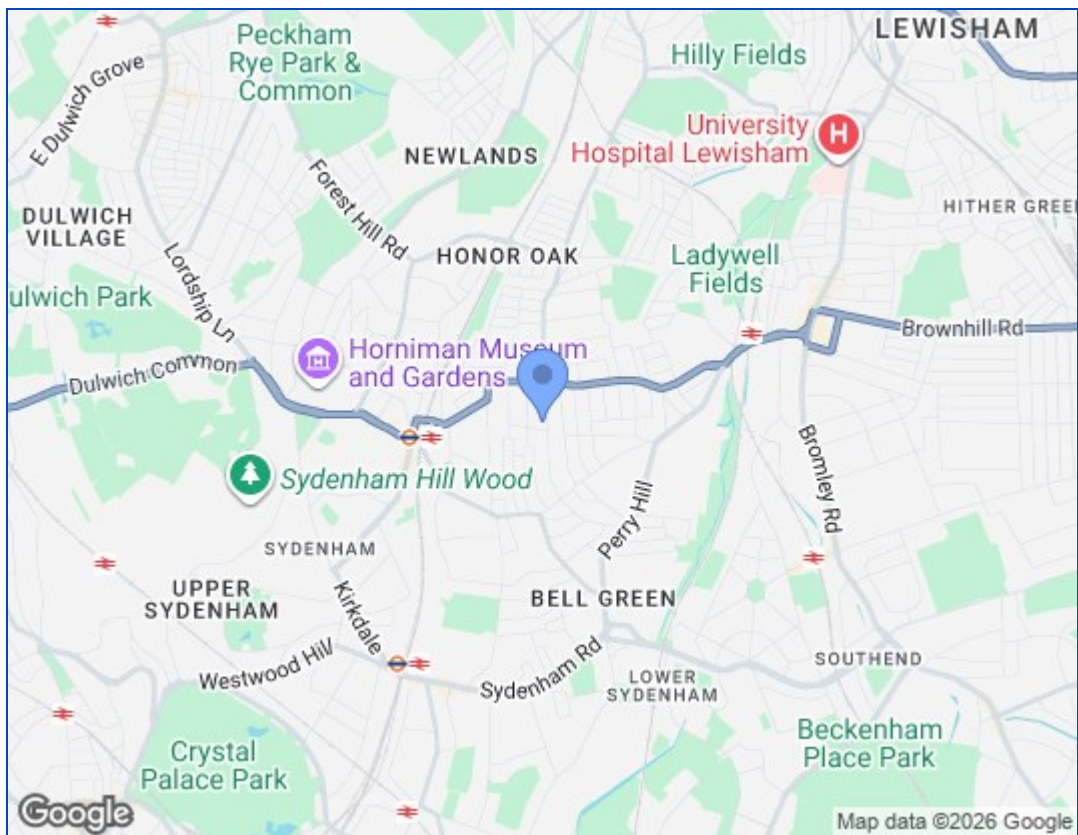 LEWISHAM
Peckham
Rye Park &
Common
Hilly Fields
E Dulwich Grove
University
Hospital Lewisham
H
NEWLANDS
Forest Hill Rd
HITHER GREEN
DULWICH
VILLAGE
HONOR OAK
Ladywell
Fields
Lordship Ln
ulwich Park
Brownhill Rd
Horniman Museum
and Gardens
Dulwich Common
Sydenham Hill Wood
Bromley Rd
Perry Hill
SYDENHAM
UPPER
SYDENHAM
Kirkdale
BELL GREEN
Westwood Hill
Sydenham Rd
SOUTHEND
LOWER
SYDENHAM
Beckenham
Place Park
Crystal
Palace Park
Google
Map data ©2026 Google